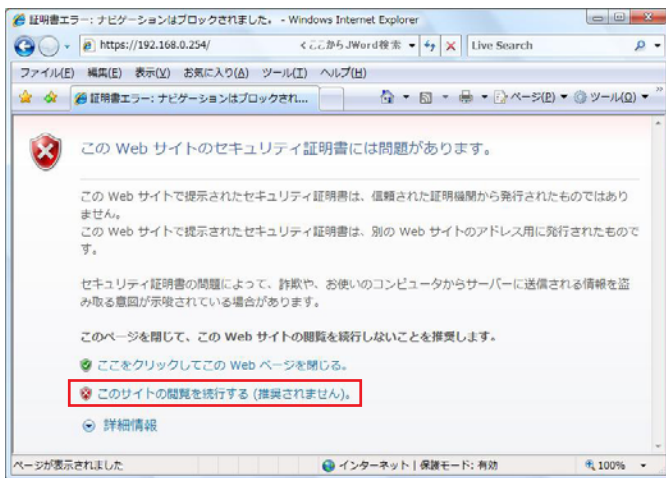 証明書エラー: ナビゲーションはブロックされました。 - Windows Internet Explorer
https://192.168.0.254/ <ここからJWord検索 Live Search
ファイル(F) 編集(E) 表示(V) お気に入り(A) ツール(T) ヘルプ(H)
証明書エラー: ナビゲーションはブロックされ... ページ(P) ツール(O) »
この Web サイトのセキュリティ証明書には問題があります。
この Web サイトで提示されたセキュリティ証明書は、信頼された証明機関から発行されたものではあり
ません。
この Web サイトで提示されたセキュリティ証明書は、別の Web サイトのアドレス用に発行されたもので
す。
セキュリティ証明書の問題によって、詐欺や、お使いのコンピュータからサーバーに送信される情報を盗
み取る意図が示唆されている場合があります。
このページを閉じて、この Web サイトの閲覧を続行しないことを推奨します。
ここをクリックしてこの Web ページを閉じる。
このサイトの閲覧を続行する (推奨されません)。
詳細情報
ページが表示されました インターネット | 保護モード: 有効 100%